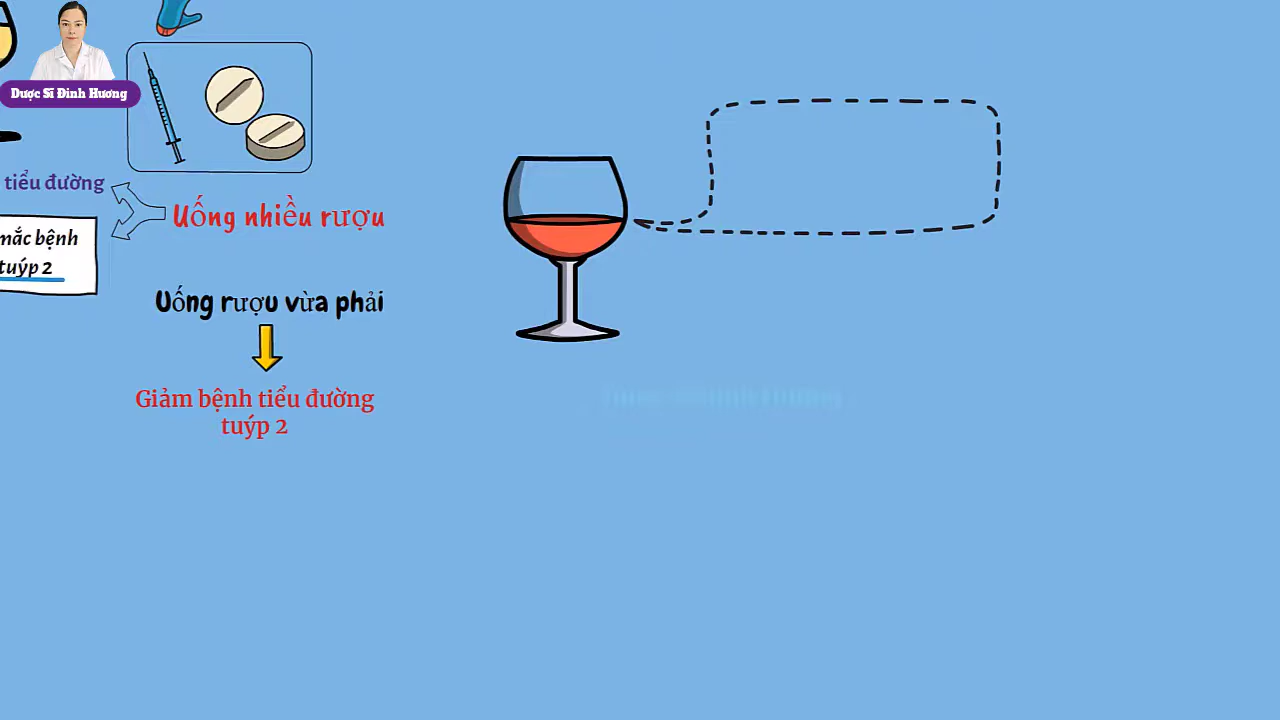 Dược Sĩ Đinh Hương
tiểu đường
Uống nhiều rượu
mắc bệnh
tuýp 2
Uống rượu vừa phải
Giảm bệnh tiểu đường
tuýp 2